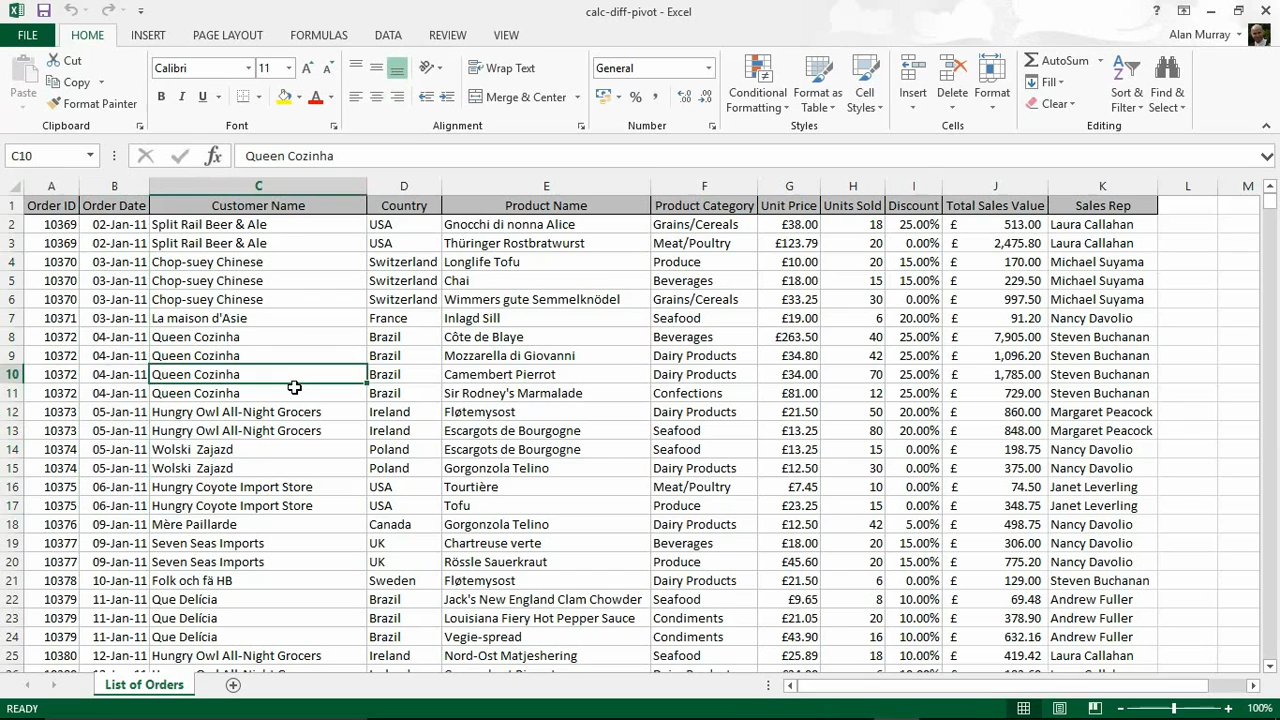 calc-diff-pivot - Excel
FILE HOME INSERT PAGE LAYOUT FORMULAS DATA REVIEW VIEW Alan Murray
Paste Cut Copy Format Painter Clipboard
Calibri 11 B I U A Font
Wrap Text Merge & Center Alignment
General % Number
Conditional Formatting Format as Table Cell Styles Styles
Insert Delete Format Cells
AutoSum Fill Clear Sort & Filter Find & Select Editing
C10 fx Queen Cozinha
A B C D E F G H I J K L M
1 Order ID Order Date Customer Name Country Product Name Product Category Unit Price Units Sold Discount Total Sales Value Sales Rep
2 10369 02-Jan-11 Split Rail Beer & Ale USA Gnocchi di nonna Alice Grains/Cereals £38.00 18 25.00% £ 513.00 Laura Callahan
3 10369 02-Jan-11 Split Rail Beer & Ale USA Thüringer Rostbratwurst Meat/Poultry £123.79 20 0.00% £ 2,475.80 Laura Callahan
4 10370 03-Jan-11 Chop-suey Chinese Switzerland Longlife Tofu Produce £10.00 20 15.00% £ 170.00 Michael Suyama
5 10370 03-Jan-11 Chop-suey Chinese Switzerland Chai Beverages £18.00 15 15.00% £ 229.50 Michael Suyama
6 10370 03-Jan-11 Chop-suey Chinese Switzerland Wimmers gute Semmelknödel Grains/Cereals £33.25 30 0.00% £ 997.50 Michael Suyama
7 10371 03-Jan-11 La maison d'Asie France Inlagd Sill Seafood £19.00 6 20.00% £ 91.20 Nancy Davolio
8 10372 04-Jan-11 Queen Cozinha Brazil Côte de Blaye Beverages £263.50 40 25.00% £ 7,905.00 Steven Buchanan
9 10372 04-Jan-11 Queen Cozinha Brazil Mozzarella di Giovanni Dairy Products £34.80 42 25.00% £ 1,096.20 Steven Buchanan
10 10372 04-Jan-11 Queen Cozinha Brazil Camembert Pierrot Dairy Products £34.00 70 25.00% £ 1,785.00 Steven Buchanan
11 10372 04-Jan-11 Queen Cozinha Brazil Sir Rodney's Marmalade Confections £81.00 12 25.00% £ 729.00 Steven Buchanan
12 10373 05-Jan-11 Hungry Owl All-Night Grocers Ireland Fløtemysost Dairy Products £21.50 50 20.00% £ 860.00 Margaret Peacock
13 10373 05-Jan-11 Hungry Owl All-Night Grocers Ireland Escargots de Bourgogne Seafood £13.25 80 20.00% £ 848.00 Margaret Peacock
14 10374 05-Jan-11 Wolski Zajazd Poland Escargots de Bourgogne Seafood £13.25 15 0.00% £ 198.75 Nancy Davolio
15 10374 05-Jan-11 Wolski Zajazd Poland Gorgonzola Telino Dairy Products £12.50 30 0.00% £ 375.00 Nancy Davolio
16 10375 06-Jan-11 Hungry Coyote Import Store USA Tourtière Meat/Poultry £7.45 10 0.00% £ 74.50 Janet Leverling
17 10375 06-Jan-11 Hungry Coyote Import Store USA Tofu Produce £23.25 15 0.00% £ 348.75 Janet Leverling
18 10376 09-Jan-11 Mère Paillarde Canada Gorgonzola Telino Dairy Products £12.50 42 5.00% £ 498.75 Nancy Davolio
19 10377 09-Jan-11 Seven Seas Imports UK Chartreuse verte Beverages £18.00 20 15.00% £ 306.00 Nancy Davolio
20 10377 09-Jan-11 Seven Seas Imports UK Rössle Sauerkraut Produce £45.60 20 15.00% £ 775.20 Nancy Davolio
21 10378 10-Jan-11 Folk och fä HB Sweden Fløtemysost Dairy Products £21.50 6 0.00% £ 129.00 Steven Buchanan
22 10379 11-Jan-11 Que Delícia Brazil Jack's New England Clam Chowder Seafood £9.65 8 10.00% £ 69.48 Andrew Fuller
23 10379 11-Jan-11 Que Delícia Brazil Louisiana Fiery Hot Pepper Sauce Condiments £21.05 20 10.00% £ 378.90 Andrew Fuller
24 10379 11-Jan-11 Que Delícia Brazil Vegie-spread Condiments £43.90 16 10.00% £ 632.16 Andrew Fuller
25 10380 12-Jan-11 Hungry Owl All-Night Grocers Ireland Nord-Ost Matjeshering Seafood £25.89 18 10.00% £ 419.42 Laura Callahan
List of Orders
READY 100%